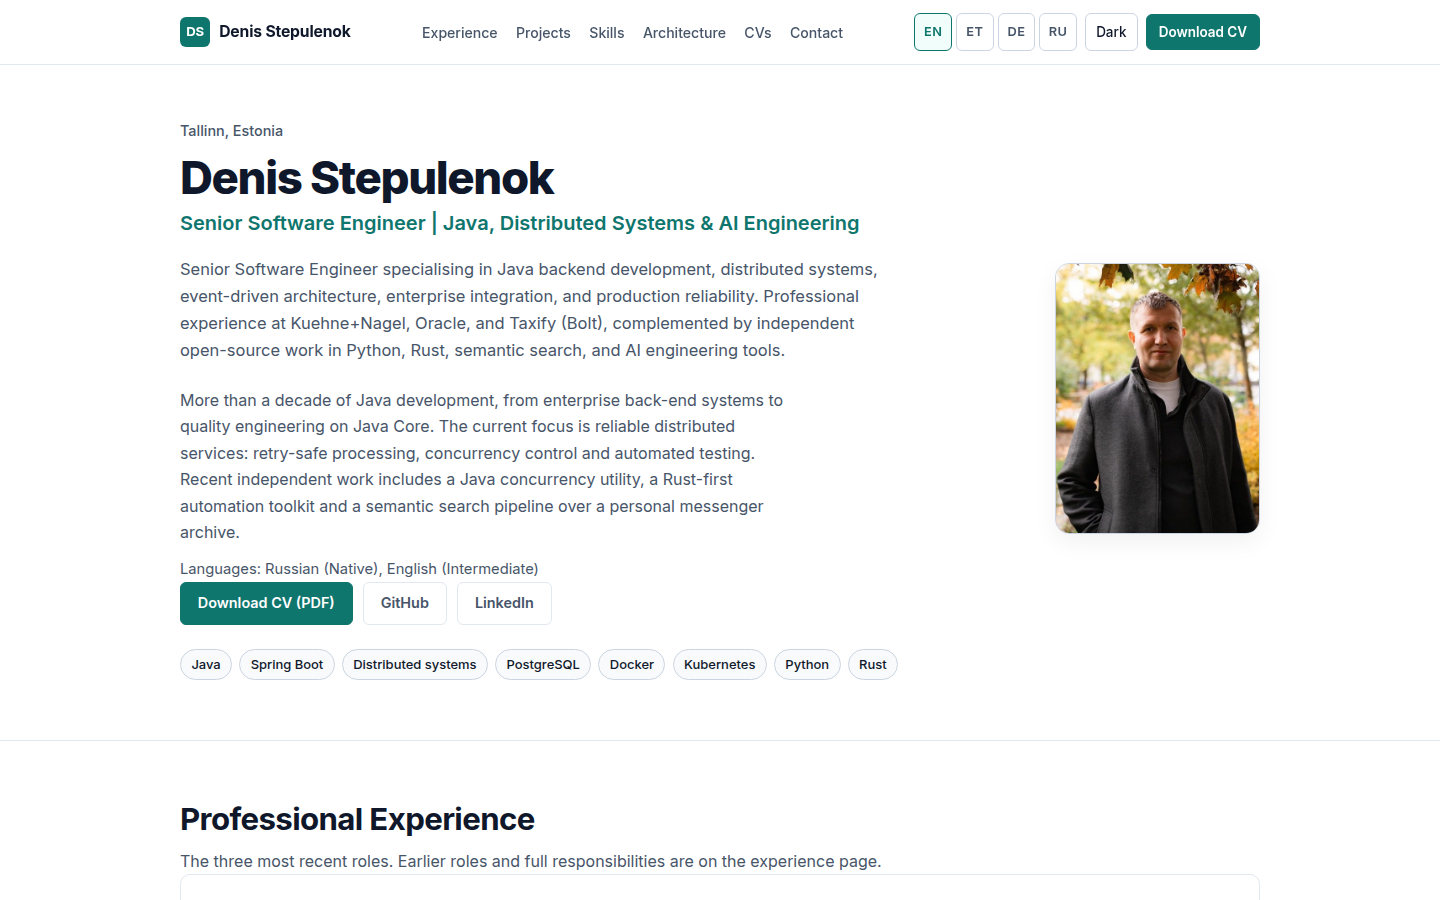 DS Denis Stepulenok Experience Projects Skills Architecture CVs Contact EN ET DE RU Dark Download CV
Tallinn, Estonia
Denis Stepulenok
Senior Software Engineer | Java, Distributed Systems & AI Engineering
Senior Software Engineer specialising in Java backend development, distributed systems,
event-driven architecture, enterprise integration, and production reliability. Professional
experience at Kuehne+Nagel, Oracle, and Taxify (Bolt), complemented by independent
open-source work in Python, Rust, semantic search, and AI engineering tools.
More than a decade of Java development, from enterprise back-end systems to
quality engineering on Java Core. The current focus is reliable distributed
services: retry-safe processing, concurrency control and automated testing.
Recent independent work includes a Java concurrency utility, a Rust-first
automation toolkit and a semantic search pipeline over a personal messenger
archive.
Languages: Russian (Native), English (Intermediate)
Download CV (PDF) GitHub LinkedIn
Java Spring Boot Distributed systems PostgreSQL Docker Kubernetes Python Rust
Professional Experience
The three most recent roles. Earlier roles and full responsibilities are on the experience page.